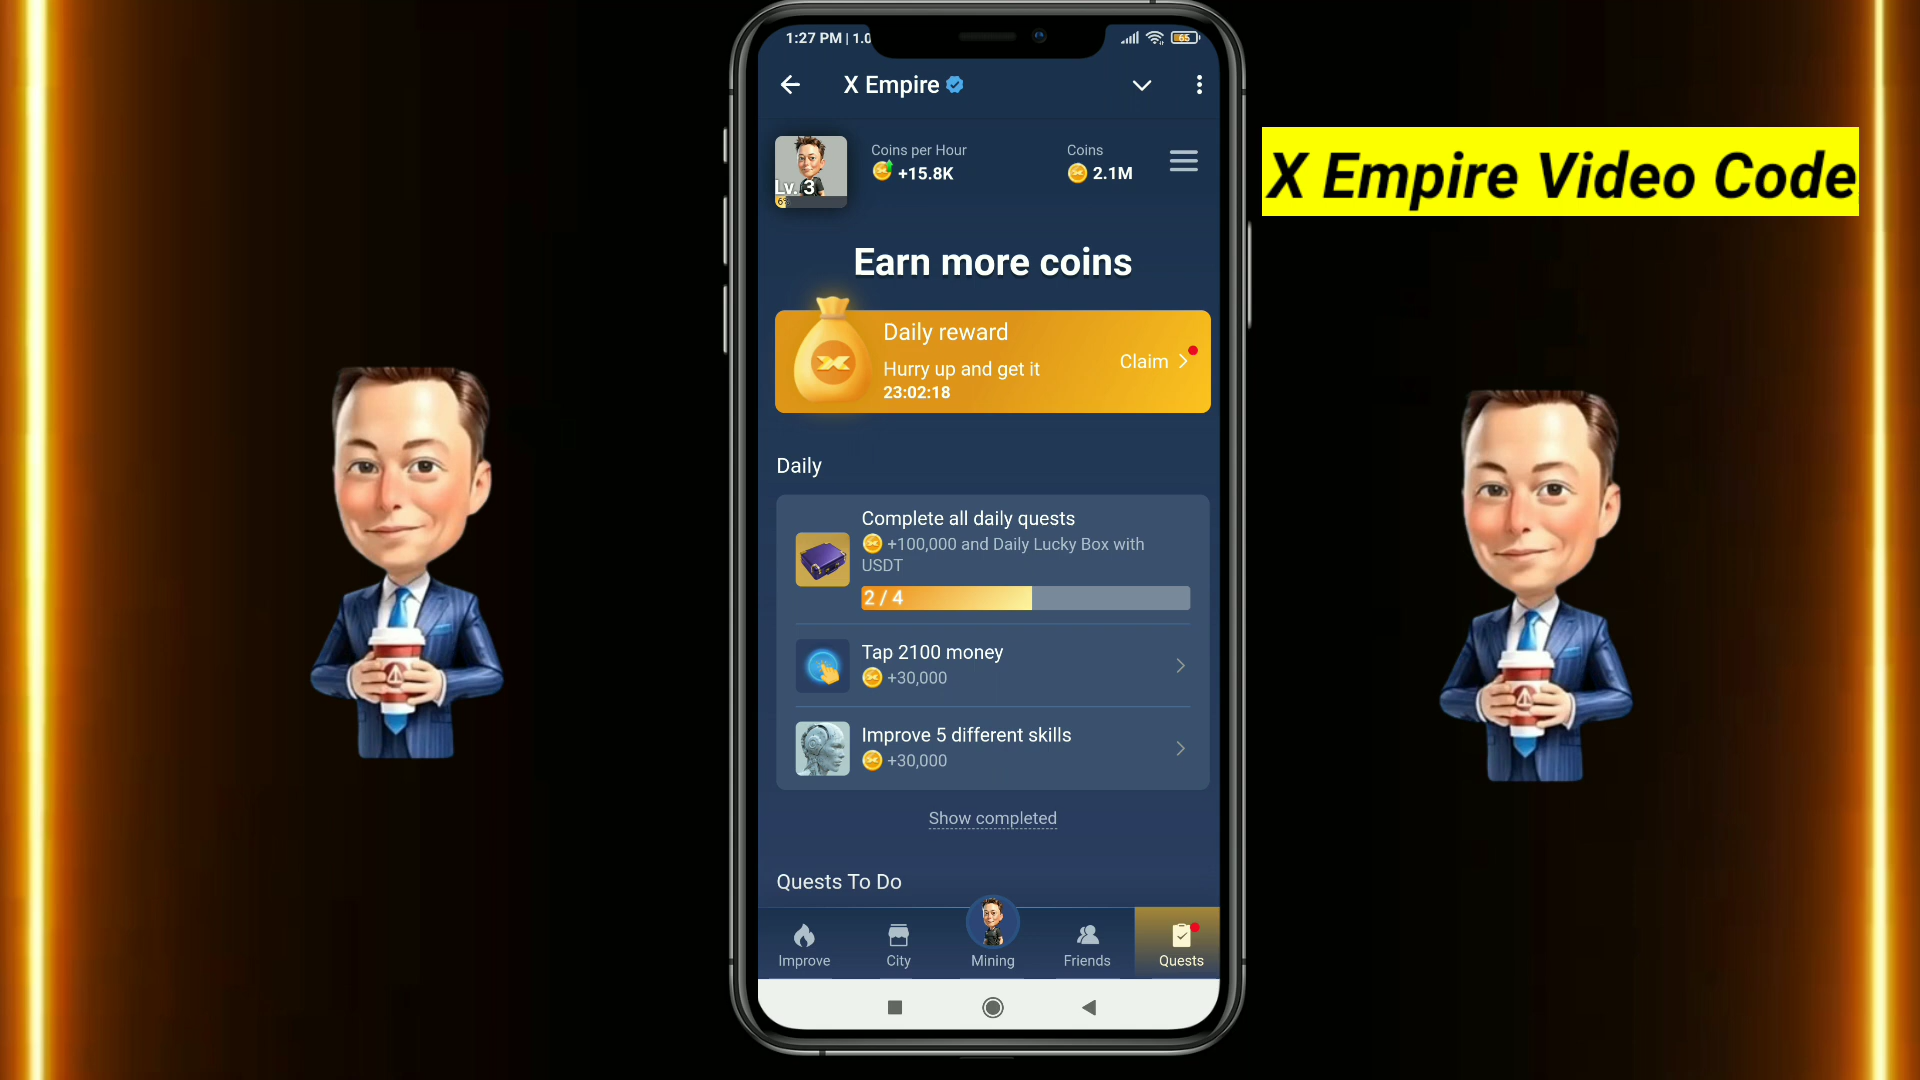 1:27 PM | 1.0
65
X Empire
X Empire Video Code
Lv. 3
Coins per Hour
+15.8K
Coins
2.1M
Earn more coins
Daily reward
Hurry up and get it
23:02:18
Claim
Daily
Complete all daily quests
+100,000 and Daily Lucky Box with
USDT
2 / 4
Tap 2100 money
+30,000
Improve 5 different skills
+30,000
Show completed
Quests To Do
Improve
City
Mining
Friends
Quests